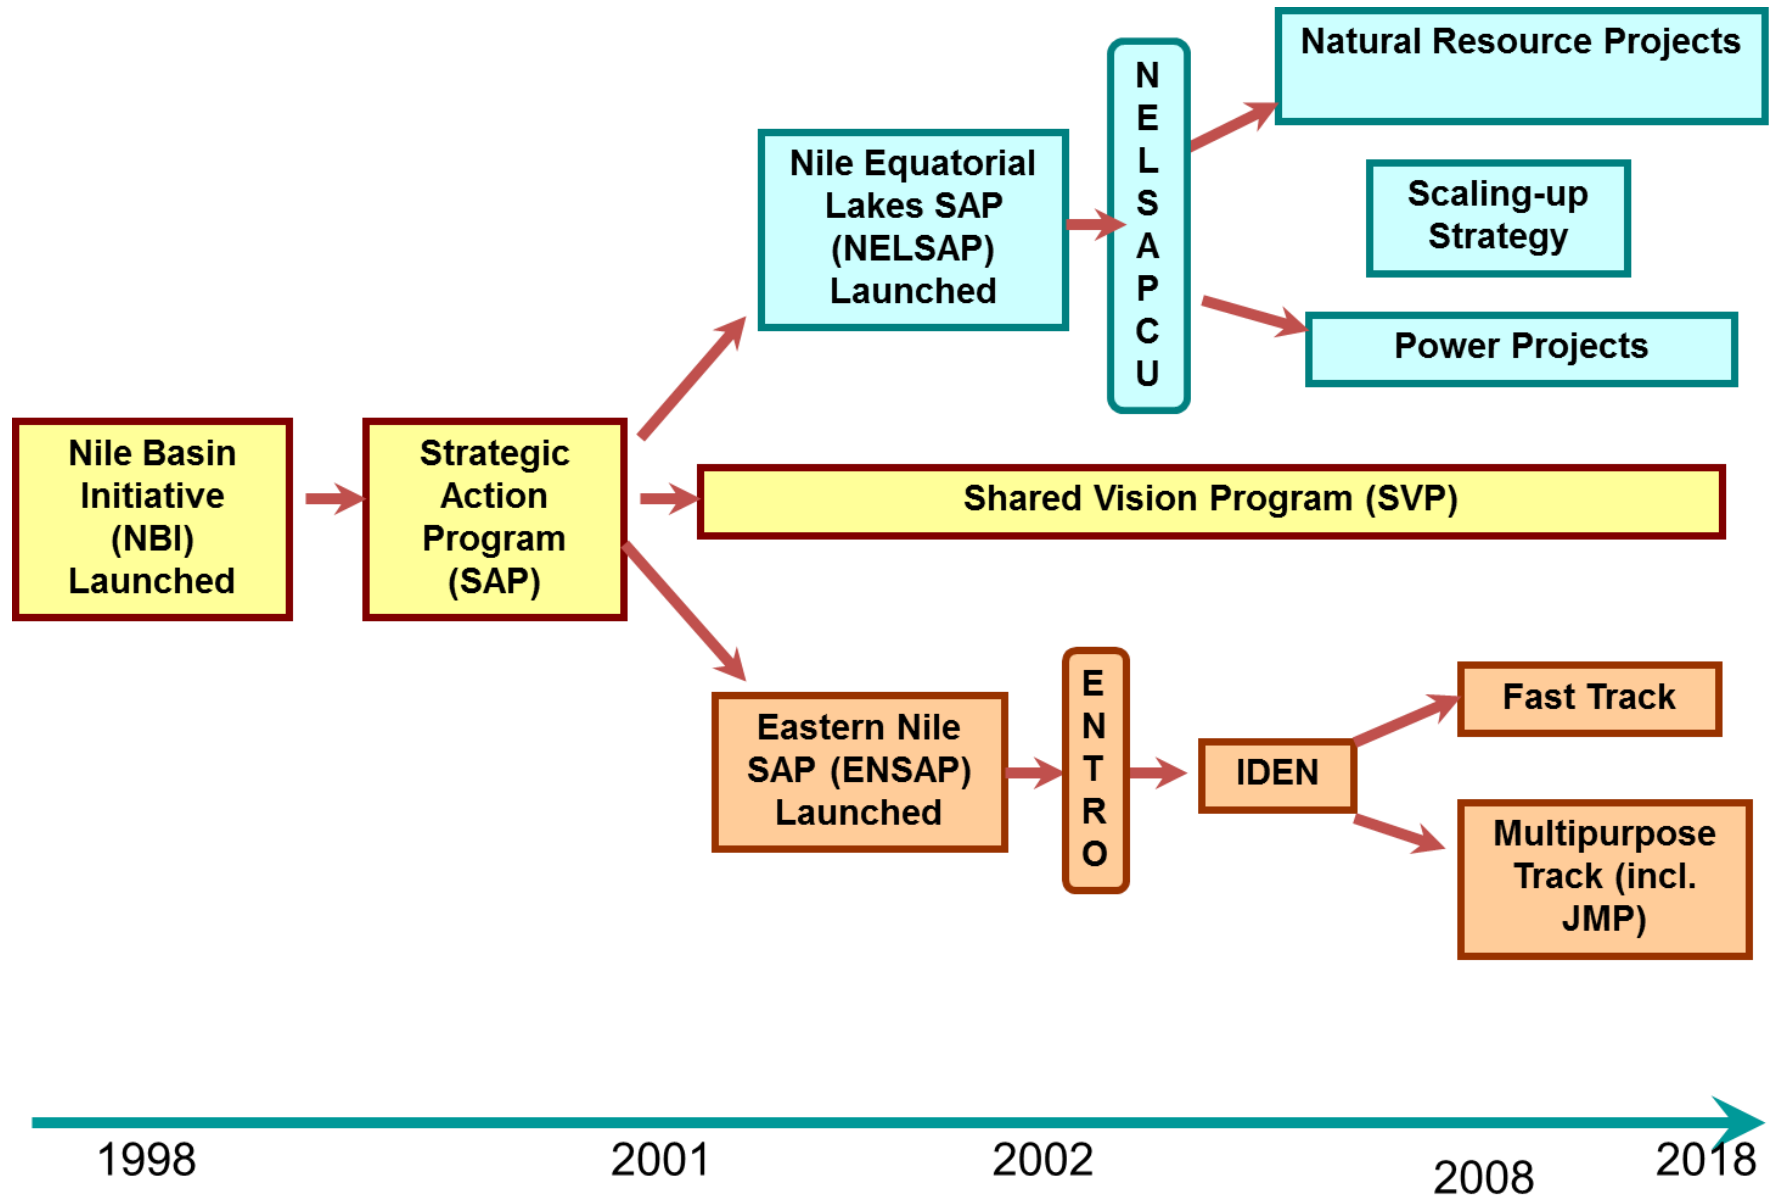 Natural Resource Projects
N
E
L
S
A
P
C
U
Nile Equatorial
Lakes SAP
(NELSAP)
Launched
Scaling-up
Strategy
Power Projects
Nile Basin
Initiative
(NBI)
Launched
Strategic
Action
Program
(SAP)
Shared Vision Program (SVP)
E
N
T
R
O
Eastern Nile
SAP (ENSAP)
Launched
IDEN
Fast Track
Multipurpose
Track (incl.
JMP)
1998
2001
2002
2008
2018